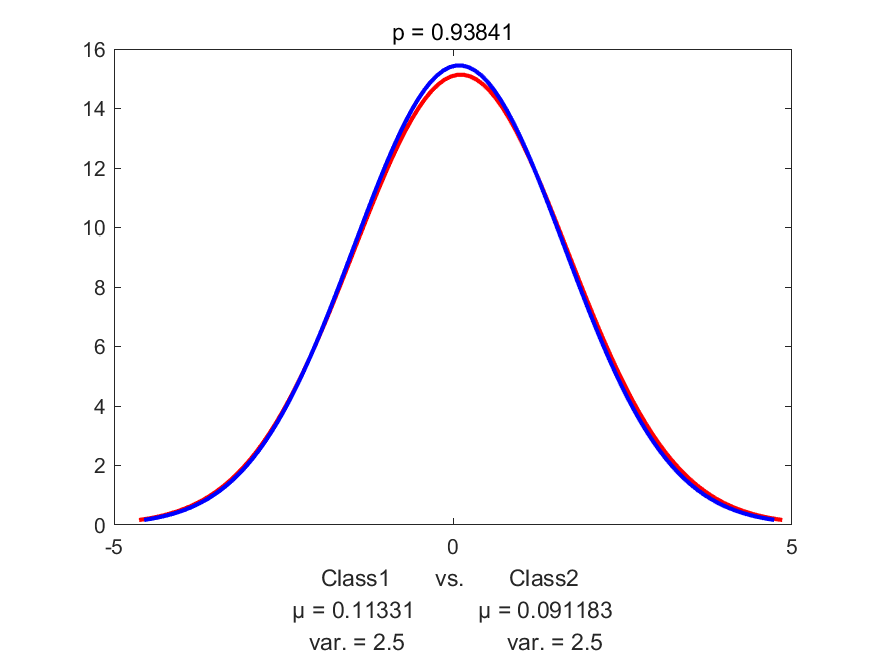 p = 0.93841
16
14
12
10
8
6
4
2
0
-5 0 5
Class1 vs. Class2
μ = 0.11331 μ = 0.091183
var. = 2.5 var. = 2.5